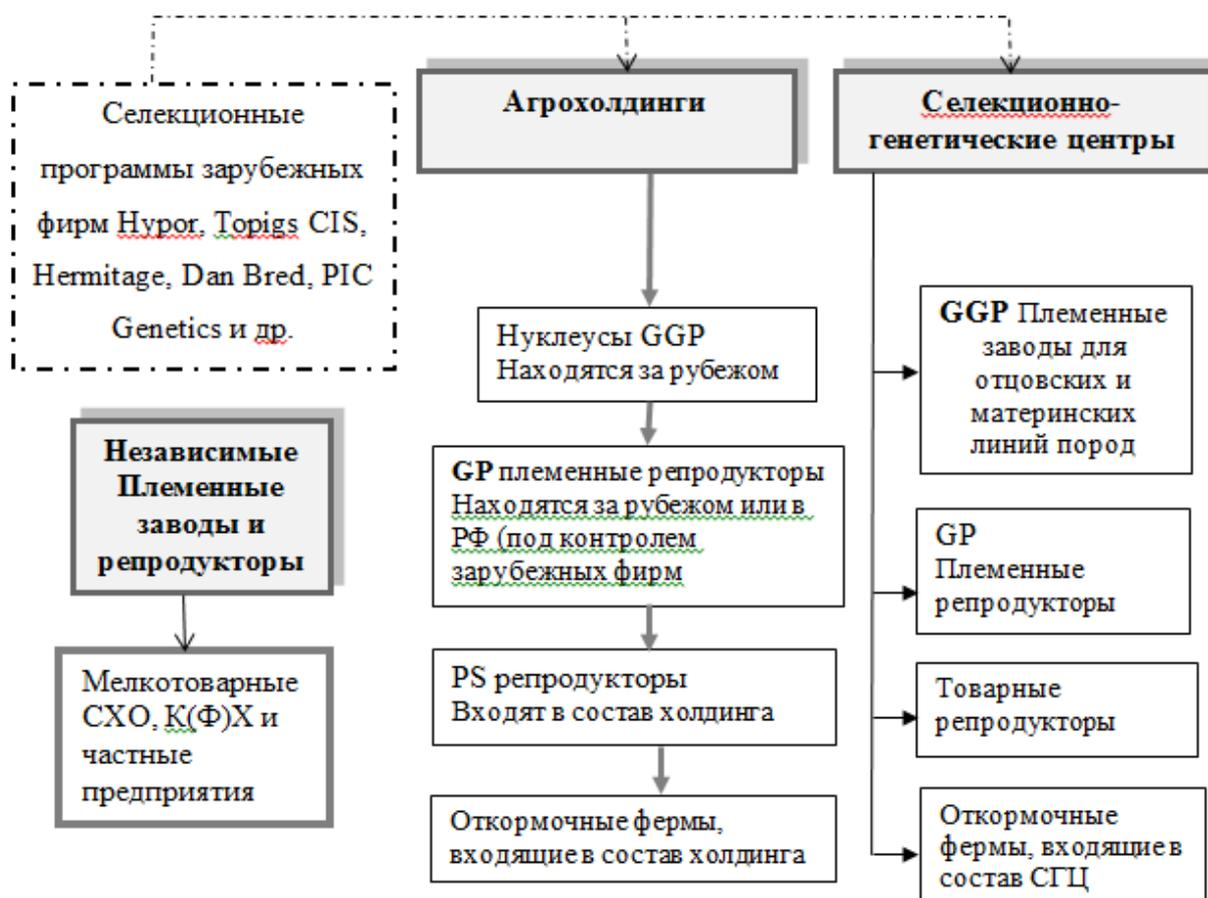 Селекционные
программы зарубежных
фирм Hypor, Topigs CIS,
Hermitage, Dan Bred, PIC
Genetics и др.
Независимые
Племенные
заводы и
репродукторы
Мелкотоварные
СХО, К(Ф)Х и
частные
предприятия
Агрохолдинги
Нуклеусы GGP
Находятся за рубежом
GP племенные репродукторы
Находятся за рубежом или в
РФ (под контролем
зарубежных фирм
PS репродукторы
Входят в состав холдинга
Откормочные фермы,
входящие в состав холдинга
Селекционно-
генетические центры
GGP Племенные
заводы для
отцовских и
материнских
линий пород
GP
Племенные
репродукторы
Товарные
репродукторы
Откормочные
фермы, входящие в
состав СГЦ